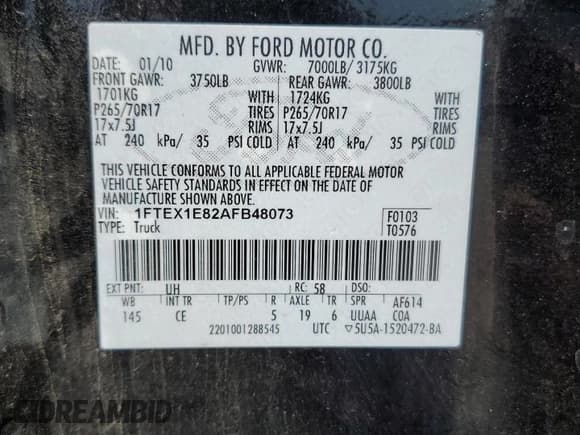 MFD. BY FORD MOTOR CO.
DATE: 01/10 GVWR: 7000LB/ 3175KG
FRONT GAWR: 3750LB REAR GAWR: 3800LB
1701KG WITH 1724KG WITH
P265/70R17 TIRES P265/70R17 TIRES
17x7.5J RIMS 17x7.5J RIMS
AT 240 kPa/ 35 PSI COLD AT 240 kPa/ 35 PSI COLD
Ford
THIS VEHICLE CONFORMS TO ALL APPLICABLE FEDERAL MOTOR
VEHICLE SAFETY STANDARDS IN EFFECT ON THE DATE OF
MANUFACTURE SHOWN ABOVE.
VIN: 1FTEX1E82AFB48073 F0103
TYPE: Truck T0576
EXT PNT: UH RC: 58 DSO:
WB INT TR TP/PS R AXLE TR SPR AF614
145 CE 5 19 6 UUAA COA
2201001288545 UTC ▽5U5A-1520472-BA
CIDREAMBID